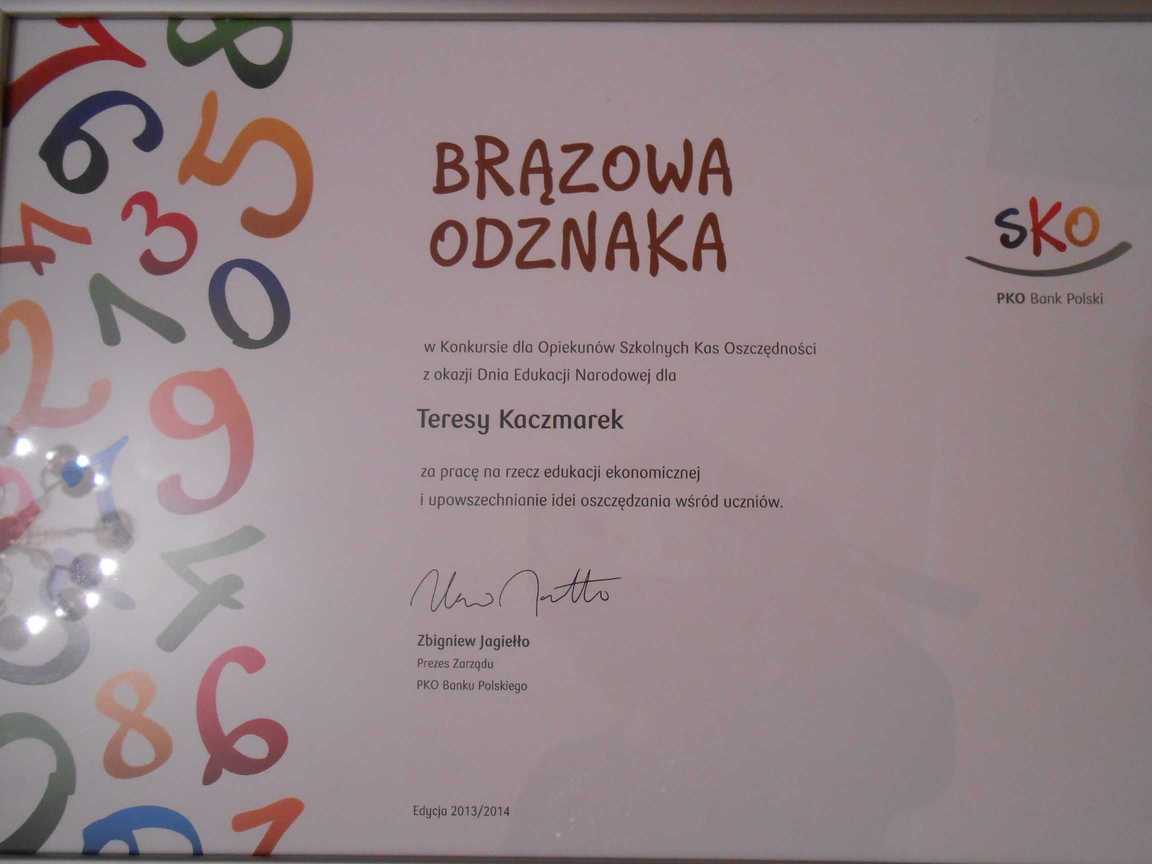 BRĄZOWA
ODZNAKA
SKO
PKO Bank Polski
w Konkursie dla Opiekunów Szkolnych Kas Oszczędności
z okazji Dnia Edukacji Narodowej dla
Teresy Kaczmarek
za pracę na rzecz edukacji ekonomicznej
i upowszechnianie idei oszczędzania wśród uczniów.
Zbigniew Jagiełło
Prezes Zarządu
PKO Banku Polskiego
Edycja 2013/2014